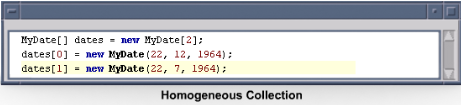 MyDate[] dates = new MyDate[2];
dates[0] = new MyDate(22, 12, 1964);
dates[1] = new MyDate(22, 7, 1964);
Homogeneous Collection